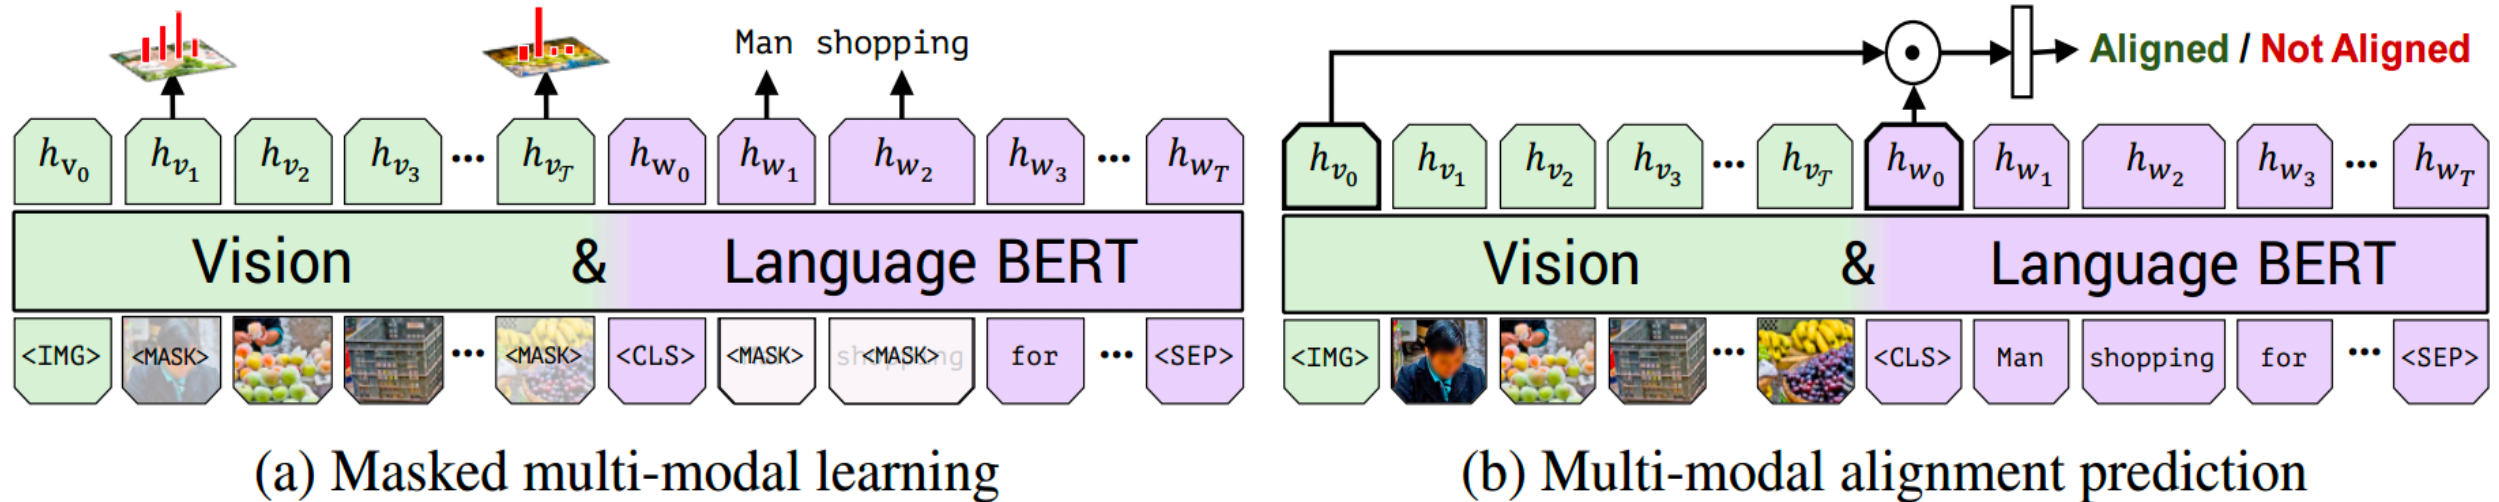 Man shopping
h_{v_0} h_{v_1} h_{v_2} h_{v_3} ... h_{v_𝒯} h_{w_0} h_{w_1} h_{w_2} h_{w_3} ... h_{w_T}
Vision & Language BERT
<IMG> <MASK> ... <MASK> <CLS> <MASK> sh<MASK>ng for ... <SEP>
(a) Masked multi-modal learning
Aligned / Not Aligned
h_{v_0} h_{v_1} h_{v_2} h_{v_3} ... h_{v_𝒯} h_{w_0} h_{w_1} h_{w_2} h_{w_3} ... h_{w_T}
Vision & Language BERT
<IMG> ... <CLS> Man shopping for ... <SEP>
(b) Multi-modal alignment prediction